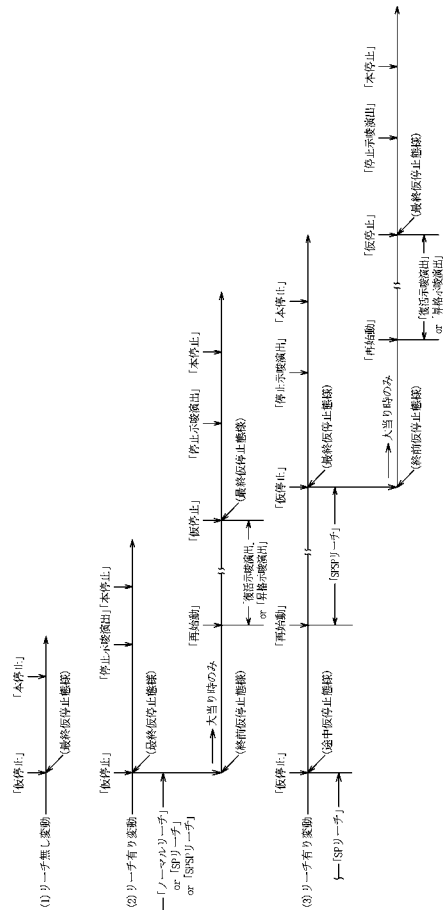 (1) リーチ無し変動
「仮停止」
「本停止」
(最終仮停止態様)
(2) リーチ有り変動
「仮停止」
「停止示唆演出」
「本停止」
(最終仮停止態様)
「ノーマルリーチ」
or 「SPリーチ」
or 「SPSPリーチ」
大当り時のみ
(終前仮停止態様)
「再始動」
「仮停止」
「停止示唆演出」
「本停止」
(最終仮停止態様)
「復活示唆演出」
or 「昇格示唆演出」
(3) リーチ有り変動
「仮停止」
「再始動」
「仮停止」
「停止示唆演出」
「本停止」
(途中仮停止態様)
(最終仮停止態様)
「SPリーチ」
「SPSPリーチ」
大当り時のみ
(終前仮停止態様)
「再始動」
「仮停止」
「停止示唆演出」
「本停止」
(最終仮停止態様)
「復活示唆演出」
or 「昇格示唆演出」